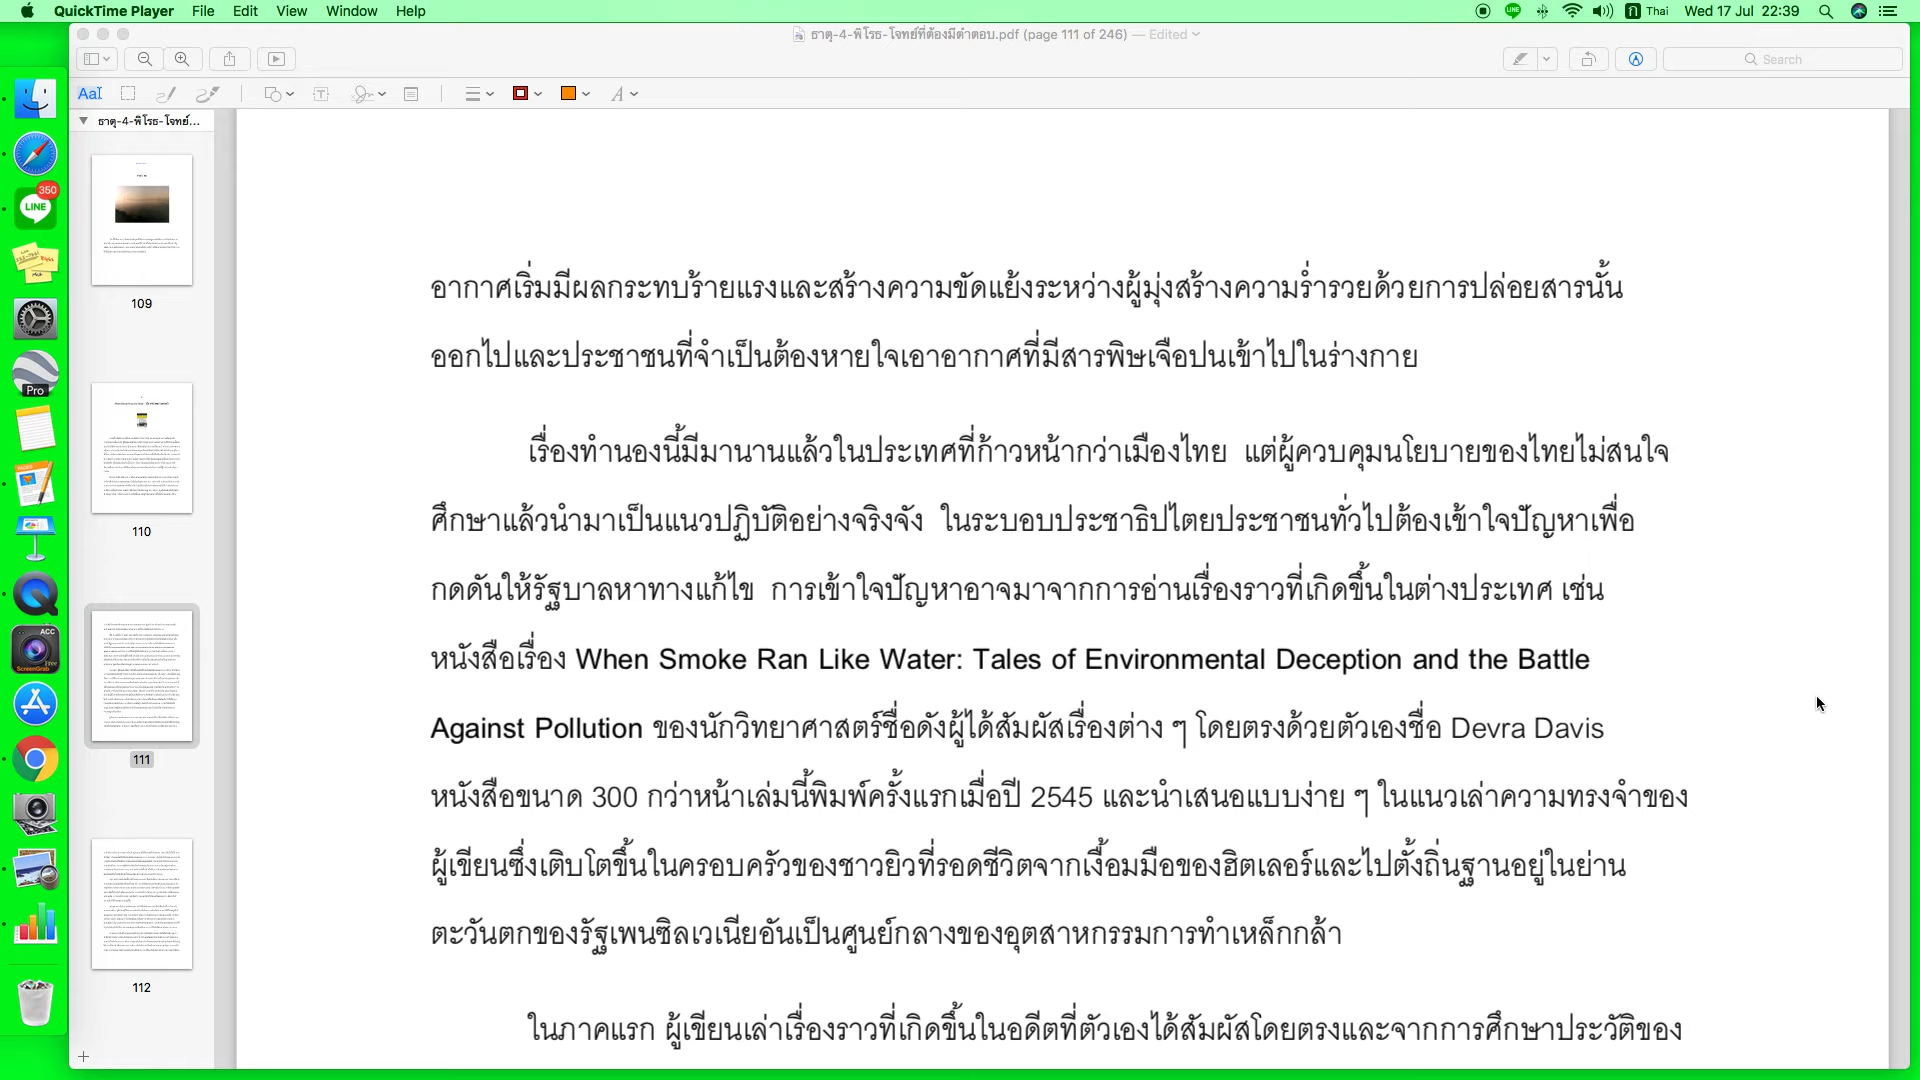 QuickTime Player File Edit View Window Help
Thai Wed 17 Jul 22:39
ธาตุ-4-พิโรธ-โจทย์ที่ต้องมีคำตอบ.pdf (page 111 of 246) — Edited
Search
ธาตุ-4-พิโรธ-โจทย์...
350
LINE
109
Pro
110
111
112
อากาศเริ่มมีผลกระทบร้ายแรงและสร้างความขัดแย้งระหว่างผู้มุ่งสร้างความร่ำรวยด้วยการปล่อยสารนั้น
ออกไปและประชาชนที่จำเป็นต้องหายใจเอาอากาศที่มีสารพิษเจือปนเข้าไปในร่างกาย
เรื่องทำนองนี้มีมานานแล้วในประเทศที่ก้าวหน้ากว่าเมืองไทย แต่ผู้ควบคุมนโยบายของไทยไม่สนใจ
ศึกษาแล้วนำมาเป็นแนวปฏิบัติอย่างจริงจัง ในระบอบประชาธิปไตยประชาชนทั่วไปต้องเข้าใจปัญหาเพื่อ
กดดันให้รัฐบาลหาทางแก้ไข การเข้าใจปัญหาอาจมาจากการอ่านเรื่องราวที่เกิดขึ้นในต่างประเทศ เช่น
หนังสือเรื่อง When Smoke Ran Like Water: Tales of Environmental Deception and the Battle
Against Pollution ของนักวิทยาศาสตร์ชื่อดังผู้ได้สัมผัสเรื่องต่าง ๆ โดยตรงด้วยตัวเองชื่อ Devra Davis
หนังสือขนาด 300 กว่าหน้าเล่มนี้พิมพ์ครั้งแรกเมื่อปี 2545 และนำเสนอแบบง่าย ๆ ในแนวเล่าความทรงจำของ
ผู้เขียนซึ่งเติบโตขึ้นในครอบครัวของชาวยิวที่รอดชีวิตจากเงื้อมมือของฮิตเลอร์และไปตั้งถิ่นฐานอยู่ในย่าน
ตะวันตกของรัฐเพนซิลเวเนียอันเป็นศูนย์กลางของอุตสาหกรรมการทำเหล็กกล้า
ในภาคแรก ผู้เขียนเล่าเรื่องราวที่เกิดขึ้นในอดีตที่ตัวเองได้สัมผัสโดยตรงและจากการศึกษาประวัติของ